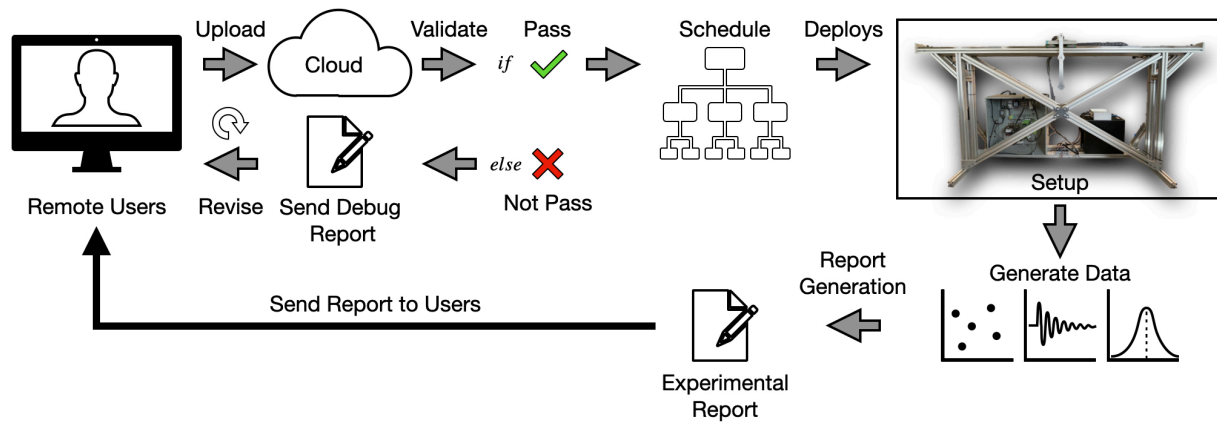 Upload
Validate
Pass
Schedule
Deploys
Cloud
if
else
Setup
Remote Users
Revise
Send Debug
Report
Not Pass
Report
Generation
Generate Data
Send Report to Users
Experimental
Report